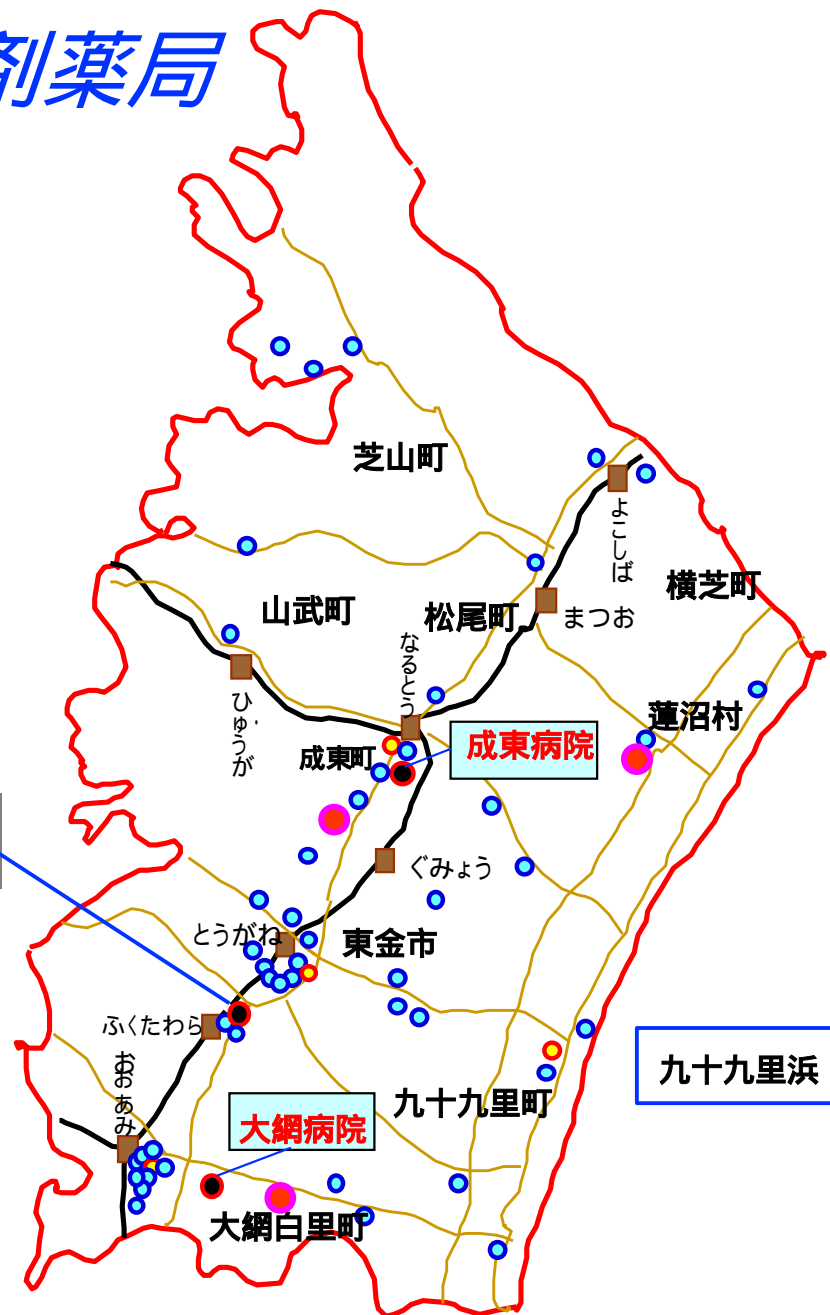 剤薬局
芝山町
よこしば
横芝町
山武町
松尾町
まつお
なるとう
ひゅうが
蓮沼村
成東町
成東病院
ぐみょう
とうがね
東金市
ふくたわら
おおあみ
九十九里浜
九十九里町
大網病院
大網白里町